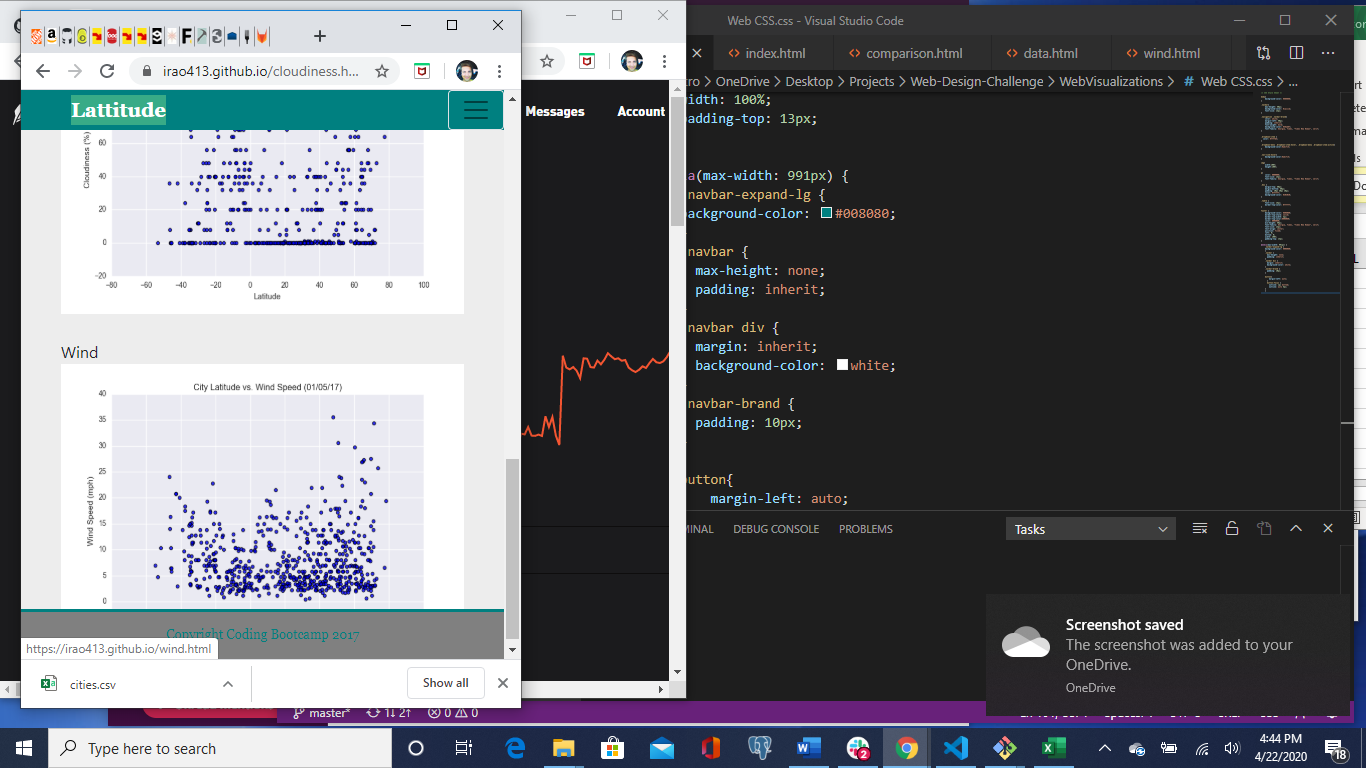 irao413.github.io/cloudiness.h...
Lattitude
Cloudiness (%)
60
40
20
0
−20
−80 −60 −40 −20 0 20 40 60 80 100
Latitude
Wind
City Latitude vs. Wind Speed (01/05/17)
Wind Speed (mph)
40
35
30
25
20
15
10
5
0
Copyright Coding Bootcamp 2017
https://irao413.github.io/wind.html
cities.csv
Show all
Messages Account
master*
1↓ 2↑
0 0
Web CSS.css - Visual Studio Code
index.html comparison.html data.html wind.html
OneDrive > Desktop > Projects > Web-Design-Challenge > WebVisualizations > # Web CSS.css > ...
width: 100%;
padding-top: 13px;
a(max-width: 991px) {
navbar-expand-lg {
background-color: #008080;
navbar {
max-height: none;
padding: inherit;
navbar div {
margin: inherit;
background-color: white;
navbar-brand {
padding: 10px;
button{
margin-left: auto;
MINAL DEBUG CONSOLE PROBLEMS
Tasks
Screenshot saved
The screenshot was added to your
OneDrive.
OneDrive
Type here to search
2
4:44 PM
4/22/2020
18